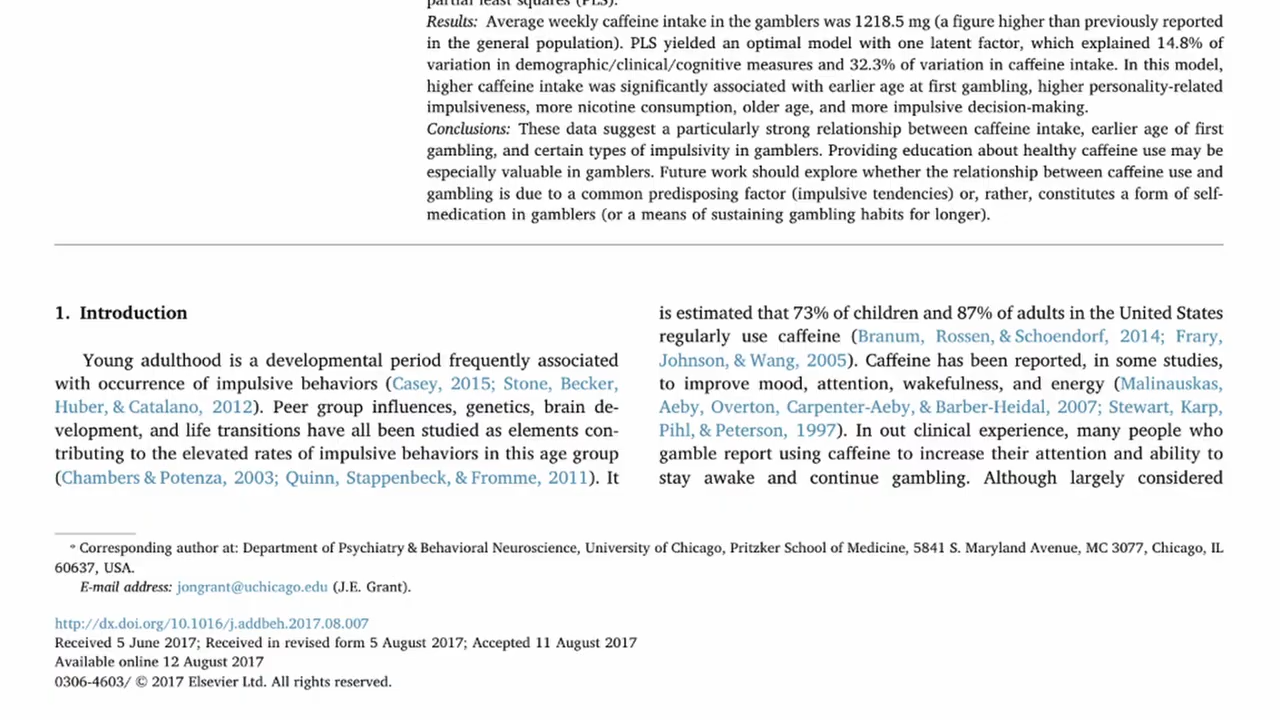 partial least squares (PLS).
Results: Average weekly caffeine intake in the gamblers was 1218.5 mg (a figure higher than previously reported
in the general population). PLS yielded an optimal model with one latent factor, which explained 14.8% of
variation in demographic/clinical/cognitive measures and 32.3% of variation in caffeine intake. In this model,
higher caffeine intake was significantly associated with earlier age at first gambling, higher personality-related
impulsiveness, more nicotine consumption, older age, and more impulsive decision-making.
Conclusions: These data suggest a particularly strong relationship between caffeine intake, earlier age of first
gambling, and certain types of impulsivity in gamblers. Providing education about healthy caffeine use may be
especially valuable in gamblers. Future work should explore whether the relationship between caffeine use and
gambling is due to a common predisposing factor (impulsive tendencies) or, rather, constitutes a form of self-
medication in gamblers (or a means of sustaining gambling habits for longer).
1. Introduction
Young adulthood is a developmental period frequently associated
with occurrence of impulsive behaviors (Casey, 2015; Stone, Becker,
Huber, & Catalano, 2012). Peer group influences, genetics, brain de-
velopment, and life transitions have all been studied as elements con-
tributing to the elevated rates of impulsive behaviors in this age group
(Chambers & Potenza, 2003; Quinn, Stappenbeck, & Fromme, 2011). It
is estimated that 73% of children and 87% of adults in the United States
regularly use caffeine (Branum, Rossen, & Schoendorf, 2014; Frary,
Johnson, & Wang, 2005). Caffeine has been reported, in some studies,
to improve mood, attention, wakefulness, and energy (Malinauskas,
Aeby, Overton, Carpenter-Aeby, & Barber-Heidal, 2007; Stewart, Karp,
Pihl, & Peterson, 1997). In out clinical experience, many people who
gamble report using caffeine to increase their attention and ability to
stay awake and continue gambling. Although largely considered
* Corresponding author at: Department of Psychiatry & Behavioral Neuroscience, University of Chicago, Pritzker School of Medicine, 5841 S. Maryland Avenue, MC 3077, Chicago, IL
60637, USA.
E-mail address: jongrant@uchicago.edu (J.E. Grant).
http://dx.doi.org/10.1016/j.addbeh.2017.08.007
Received 5 June 2017; Received in revised form 5 August 2017; Accepted 11 August 2017
Available online 12 August 2017
0306-4603/ © 2017 Elsevier Ltd. All rights reserved.